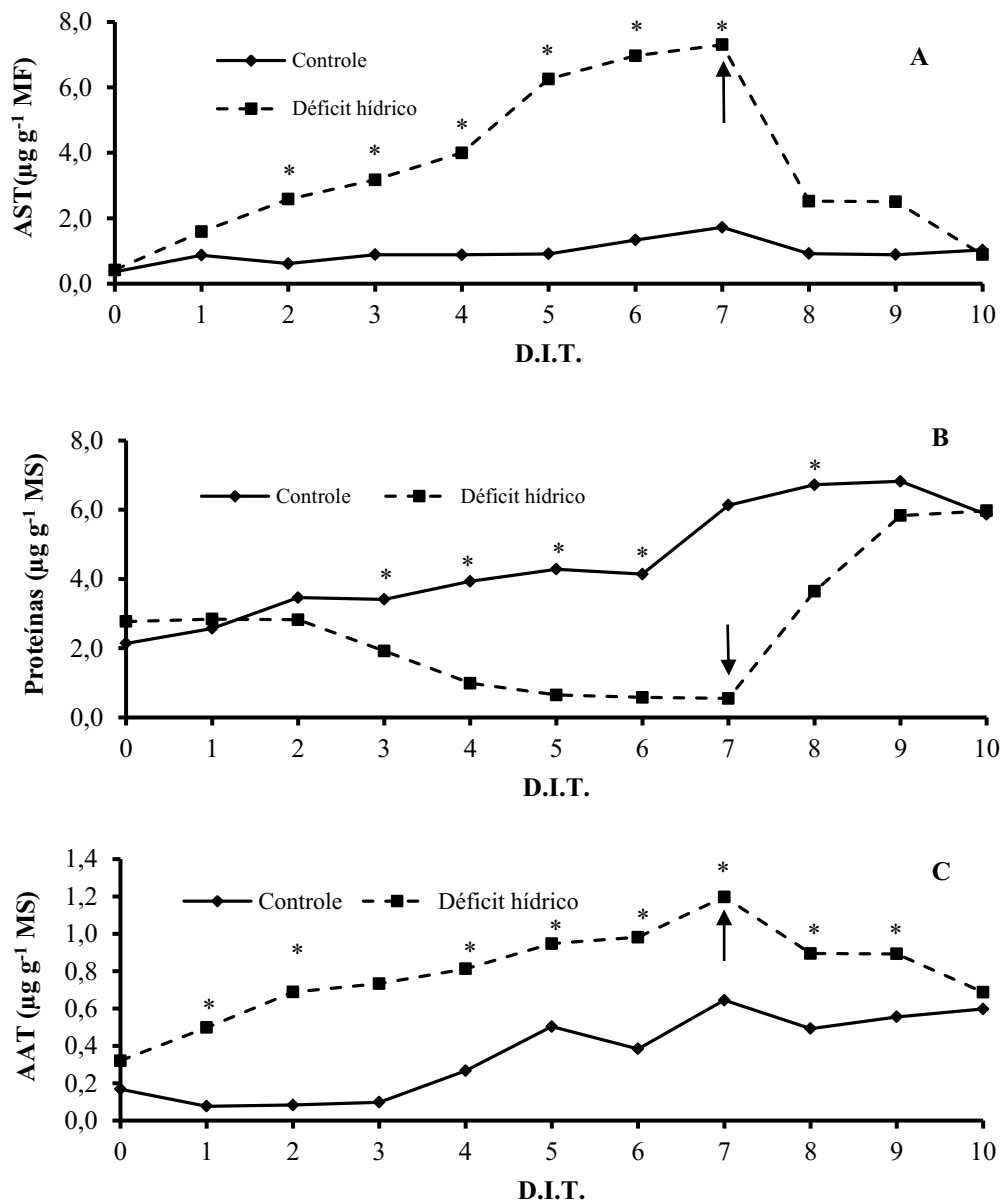 A
AST(µg g⁻¹ MF)
8,0
6,0
4,0
2,0
0,0
Controle
Déficit hídrico
* * * * * *
0 1 2 3 4 5 6 7 8 9 10
D.I.T.
B
Proteínas (µg g⁻¹ MS)
8,0
6,0
4,0
2,0
0,0
Controle Déficit hídrico
* * * * *
0 1 2 3 4 5 6 7 8 9 10
D.I.T.
C
AAT (µg g⁻¹ MS)
1,4
1,2
1,0
0,8
0,6
0,4
0,2
0,0
Controle Déficit hídrico
* * * * * * * *
0 1 2 3 4 5 6 7 8 9 10
D.I.T.